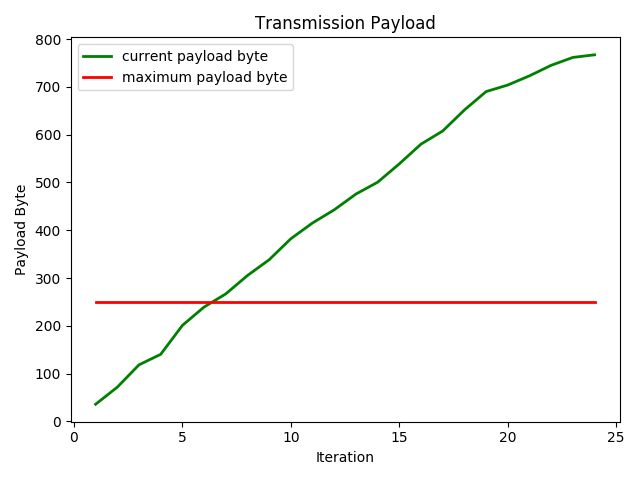 Transmission Payload
current payload byte
maximum payload byte
Payload Byte
800
700
600
500
400
300
200
100
0
0 5 10 15 20 25
Iteration